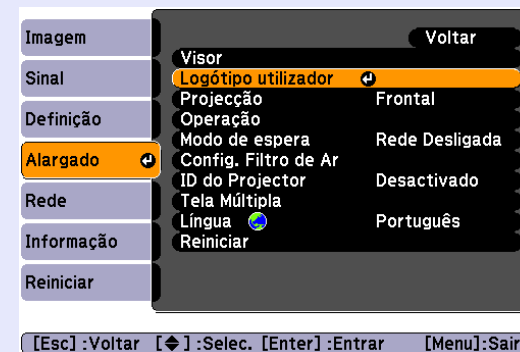 Imagem
Sinal
Definição
Alargado
Rede
Informação
Reiniciar
Voltar
Visor
Logótipo utilizador
Projecção Frontal
Operação
Modo de espera Rede Desligada
Config. Filtro de Ar
ID do Projector Desactivado
Tela Múltipla
Língua Português
Reiniciar
[Esc] :Voltar [◆] :Selec. [Enter] :Entrar [Menu]:Sair